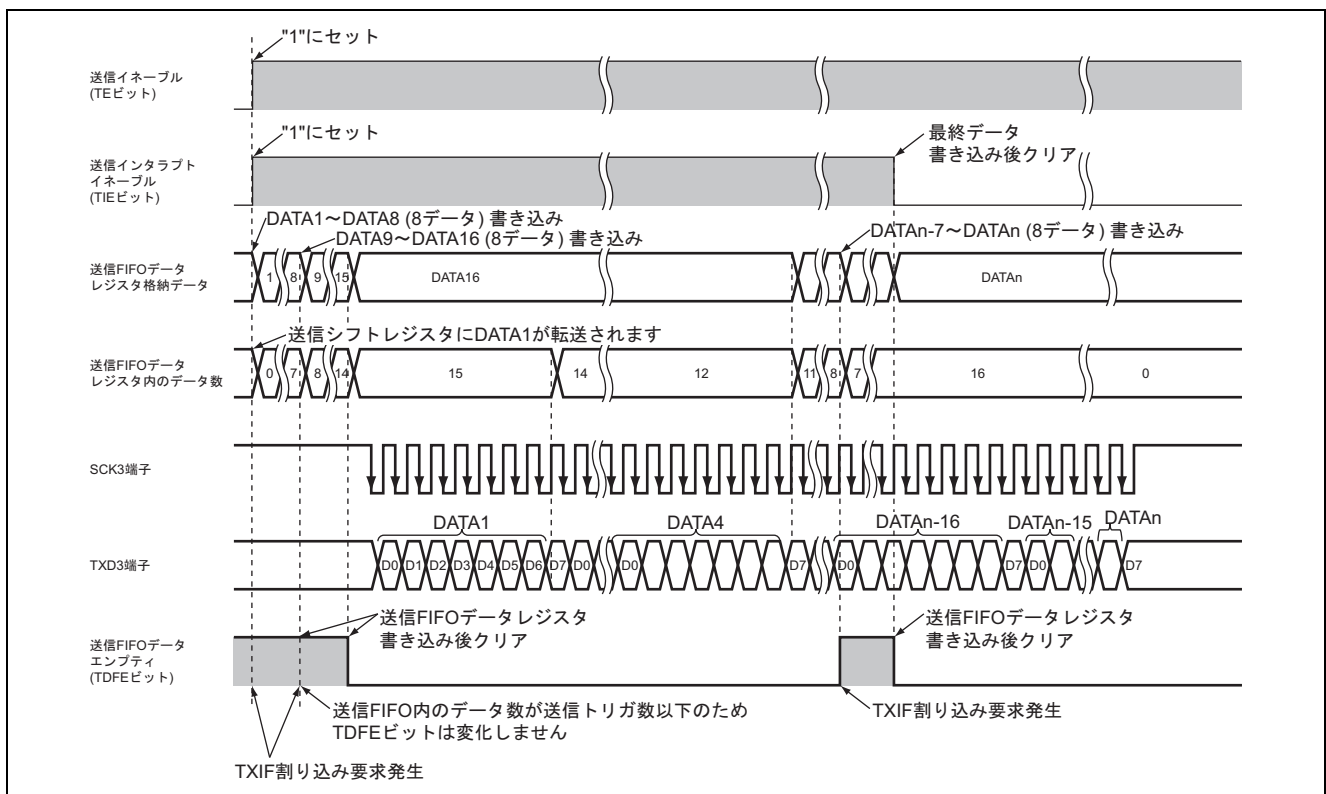 "1"にセット
送信イネーブル
(TEビット)
"1"にセット
最終データ
書き込み後クリア
送信インタラプト
イネーブル
(TIEビット)
DATA1～DATA8 (8データ) 書き込み
DATA9～DATA16 (8データ) 書き込み
DATAn-7～DATAn (8データ) 書き込み
送信FIFOデータ
レジスタ格納データ
1 8 9 15 DATA16 DATAn
送信シフトレジスタにDATA1が転送されます
送信FIFOデータ
レジスタ内のデータ数
0 7 8 14 15 14 12 11 8 7 16 0
SCK3端子
DATA1 DATA4 DATAn-16 DATAn-15 DATAn
TXD3端子
D0 D1 D2 D3 D4 D5 D6 D7 D0 D0 D7 D0 D7 D0 D7
送信FIFOデータレジスタ
書き込み後クリア
送信FIFOデータレジスタ
書き込み後クリア
送信FIFOデータ
エンプティ
(TDFEビット)
送信FIFO内のデータ数が送信トリガ数以下のため
TDFEビットは変化しません
TXIF割り込み要求発生
TXIF割り込み要求発生